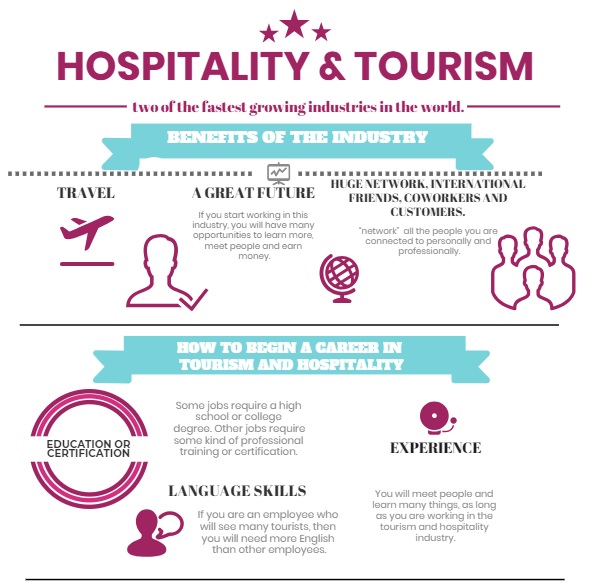 HOSPITALITY & TOURISM
two of the fastest growing industries in the world.
BENEFITS OF THE INDUSTRY
TRAVEL
A GREAT FUTURE
If you start working in this
industry, you will have many
opportunities to learn more,
meet people and earn
money.
HUGE NETWORK, INTERNATIONAL
FRIENDS, COWORKERS AND
CUSTOMERS.
"network" all the people you are
connected to personally and
professionally.
HOW TO BEGIN A CAREER IN
TOURISM AND HOSPITALITY
EDUCATION OR
CERTIFICATION
Some jobs require a high
school or college
degree. Other jobs require
some kind of professional
training or certification.
LANGUAGE SKILLS
If you are an employee who
will see many tourists, then
you will need more English
than other employees.
EXPERIENCE
You will meet people and
learn many things, as long
as you are working in the
tourism and hospitality
industry.